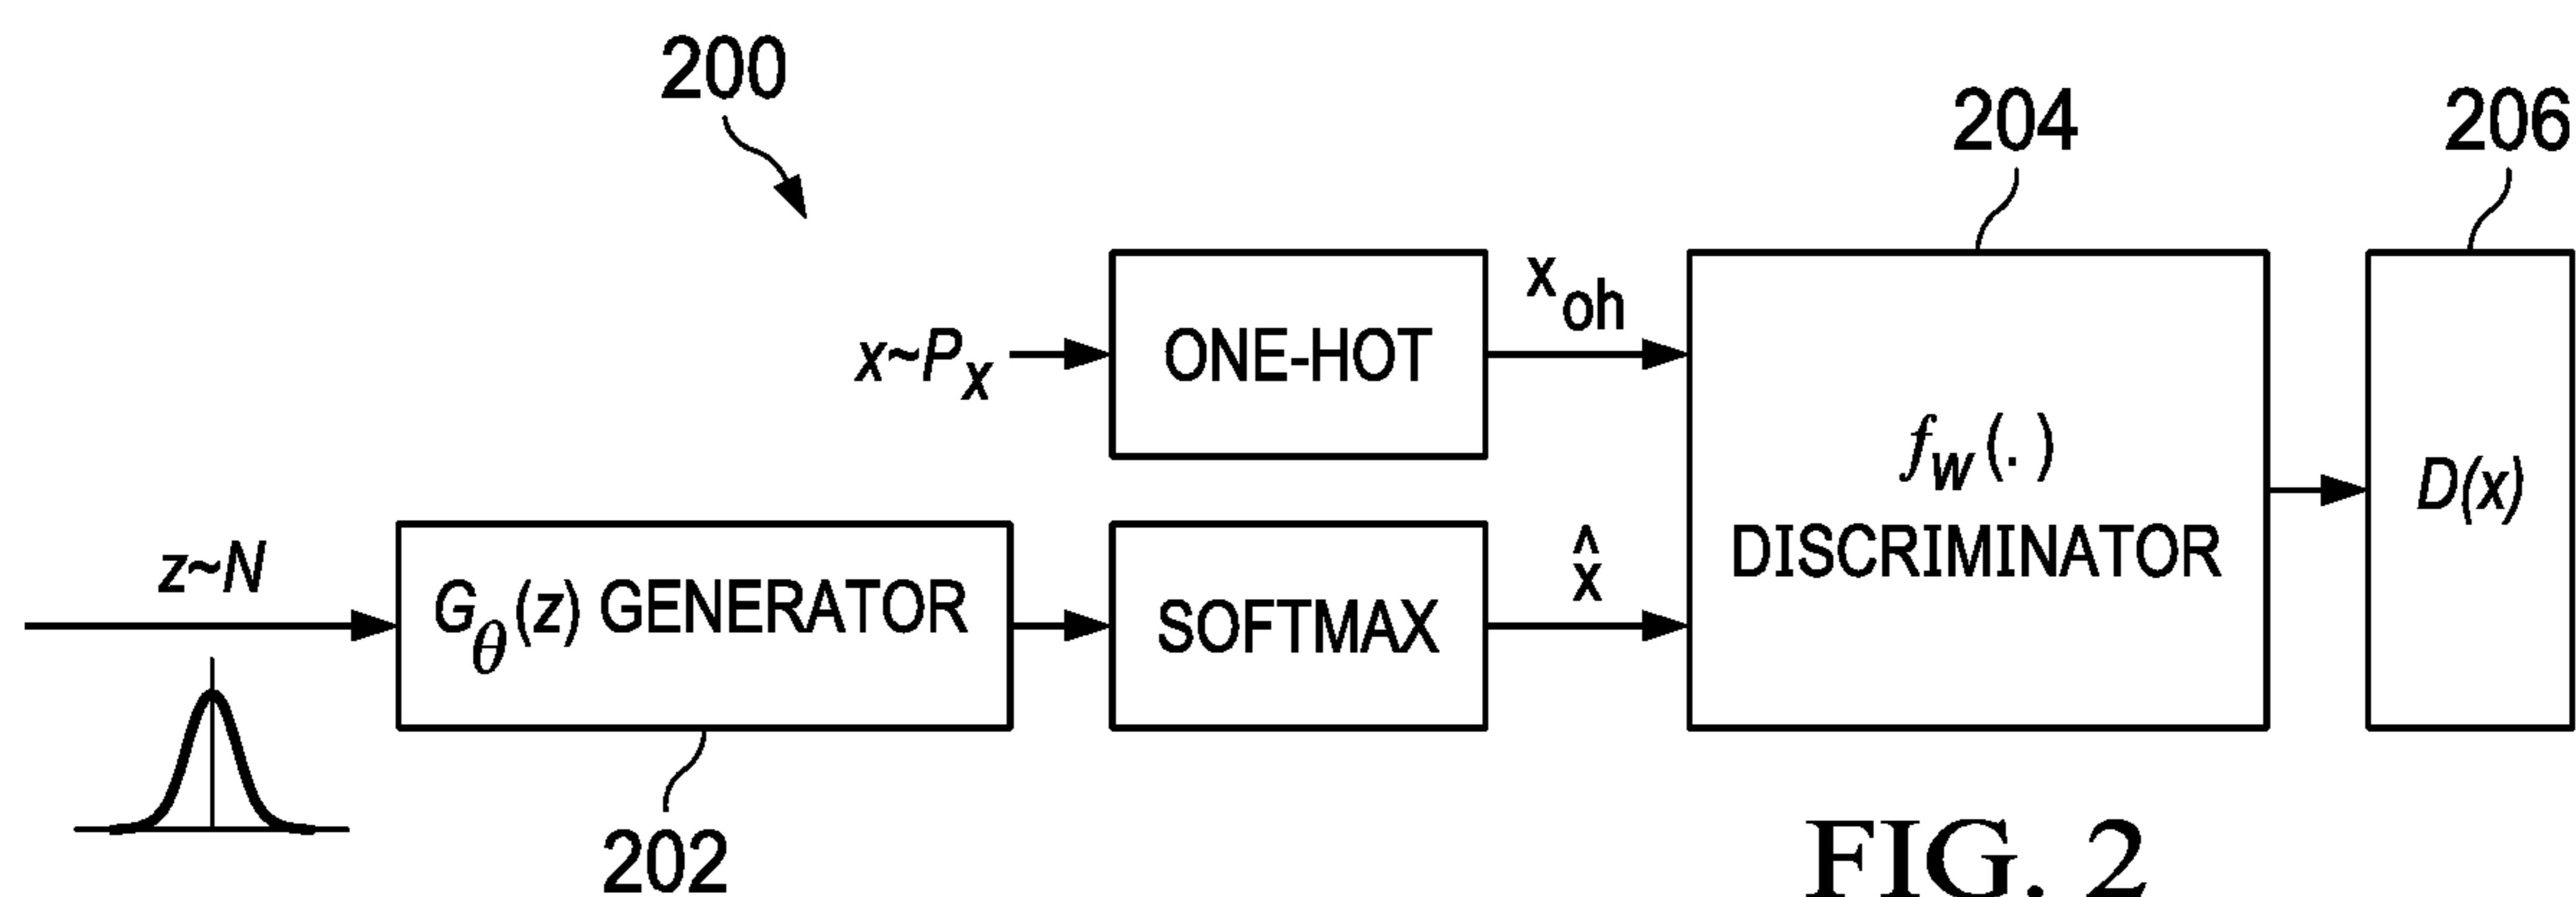 200
204
206
x~P_x
ONE-HOT
x_oh
f_w(.)
DISCRIMINATOR
D(x)
z~N
G_θ(z) GENERATOR
SOFTMAX
x̂
202
FIG. 2